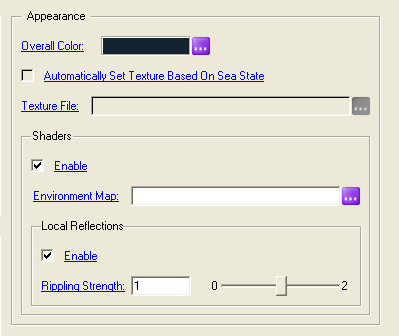 Appearance
Overall Color:
...
Automatically Set Texture Based On Sea State
Texture File:
...
Shaders
Enable
Environment Map:
...
Local Reflections
Enable
Rippling Strength: 1 0 2